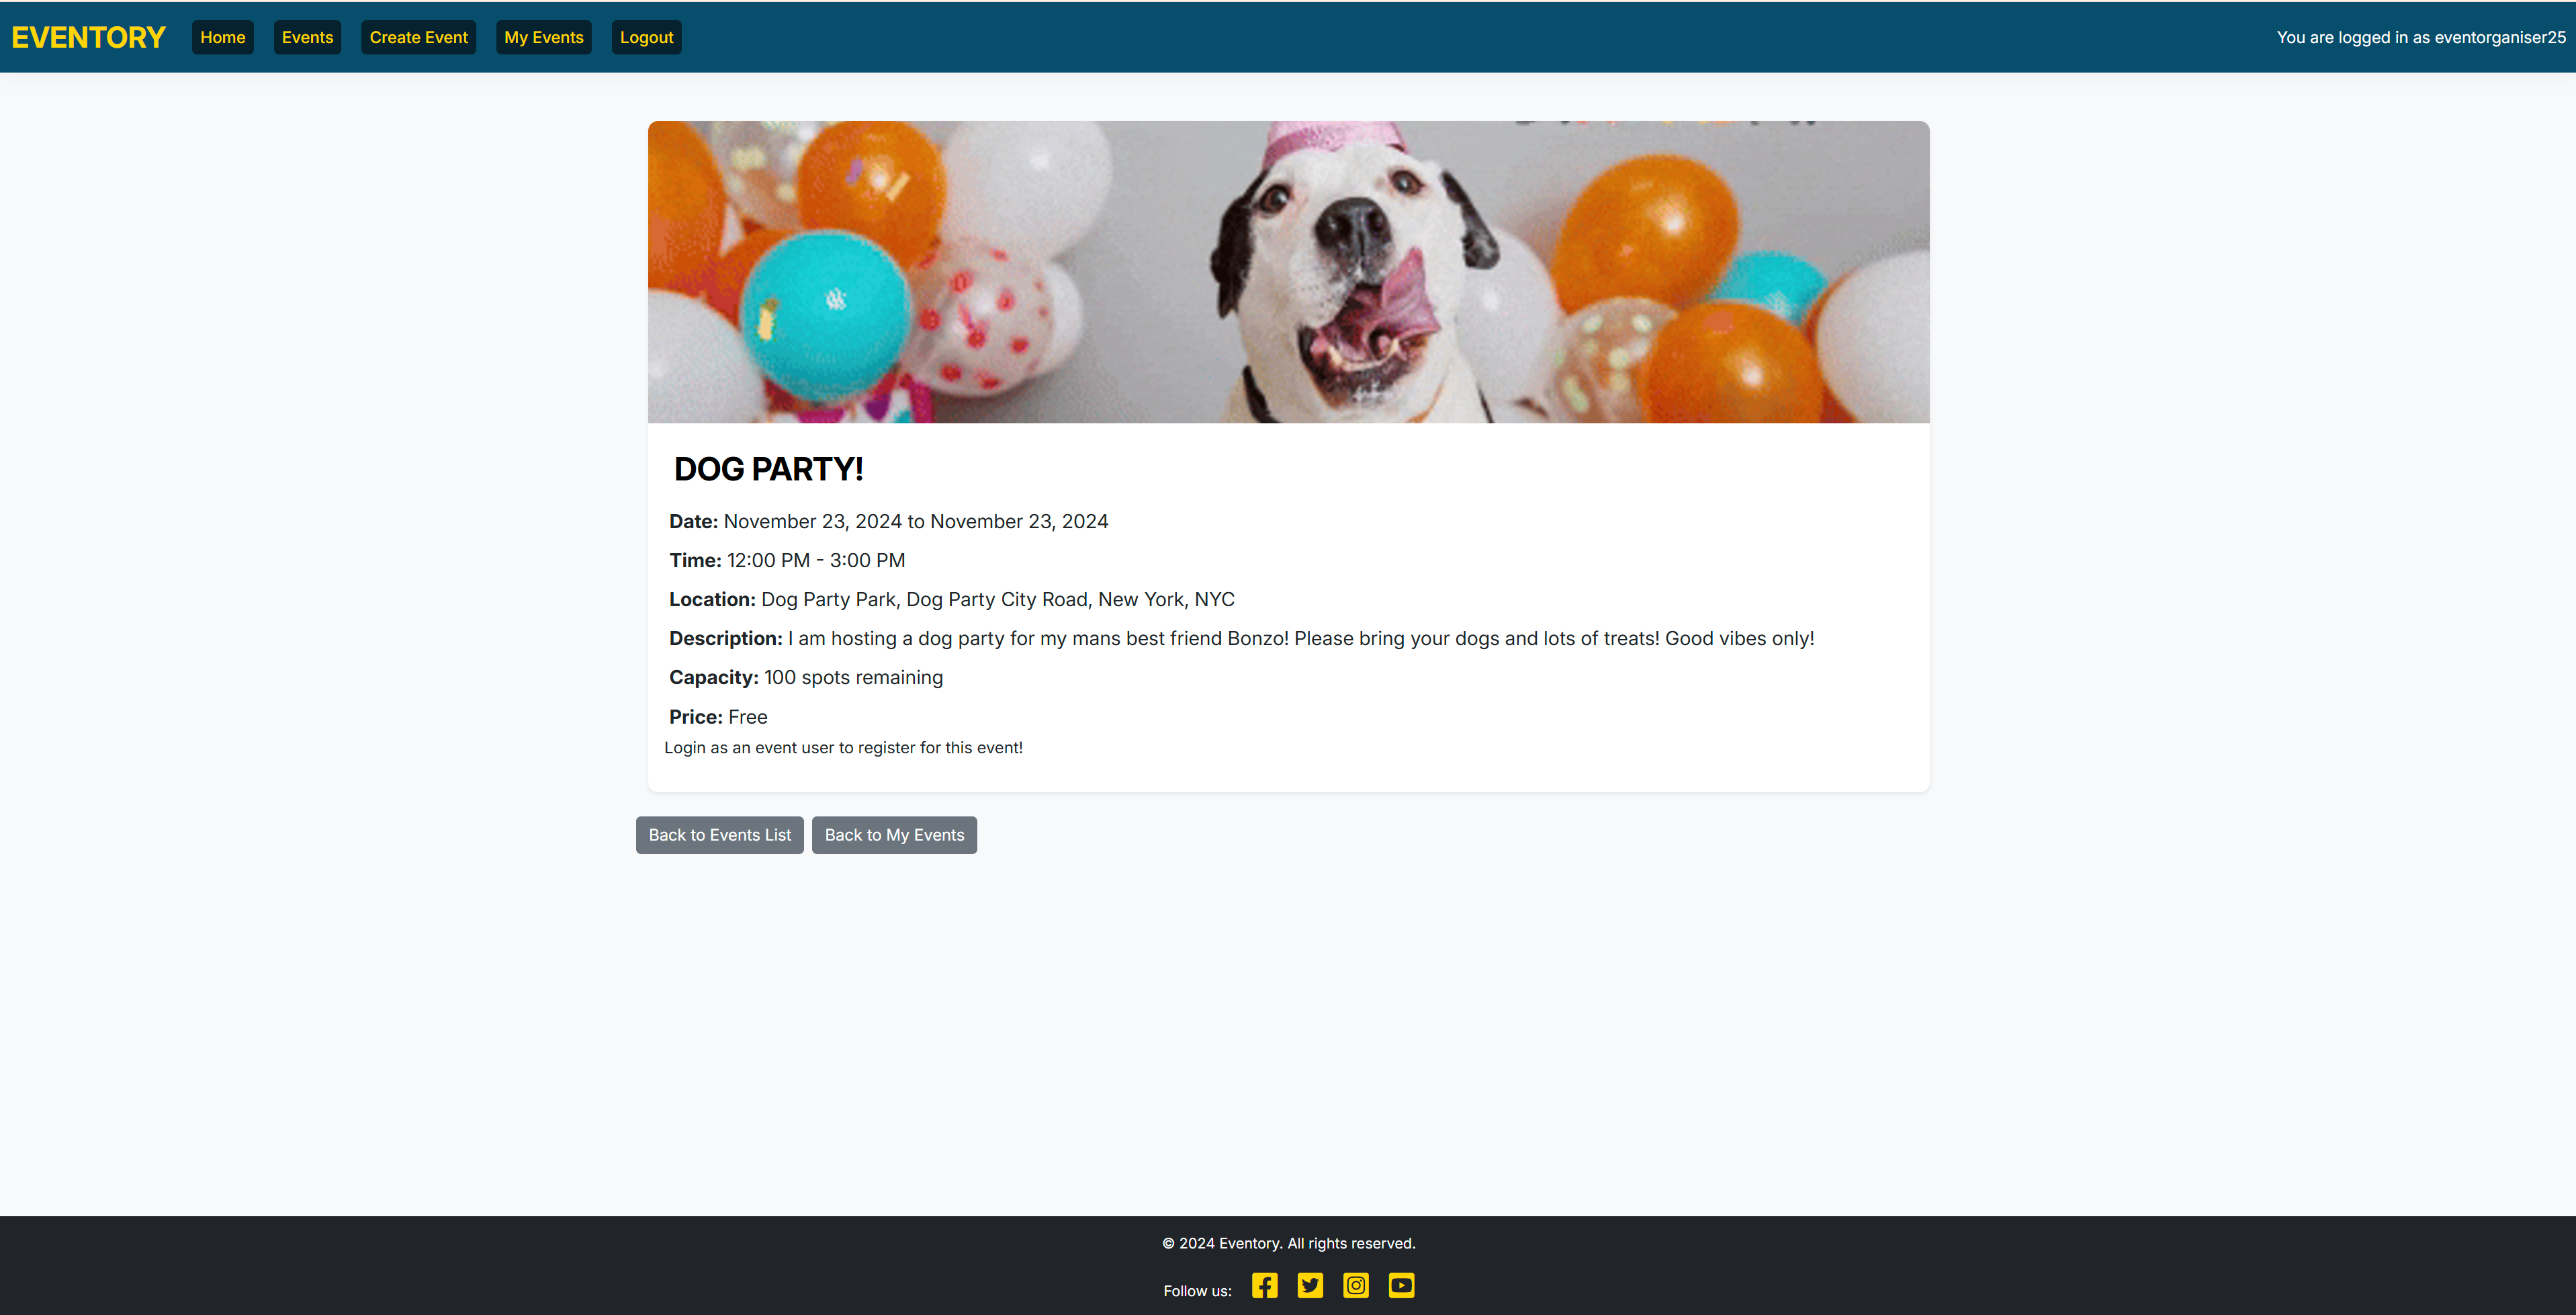 EVENTORY Home Events Create Event My Events Logout You are logged in as eventorganiser25
DOG PARTY!
Date: November 23, 2024 to November 23, 2024
Time: 12:00 PM - 3:00 PM
Location: Dog Party Park, Dog Party City Road, New York, NYC
Description: I am hosting a dog party for my mans best friend Bonzo! Please bring your dogs and lots of treats! Good vibes only!
Capacity: 100 spots remaining
Price: Free
Login as an event user to register for this event!
Back to Events List Back to My Events
© 2024 Eventory. All rights reserved.
Follow us: